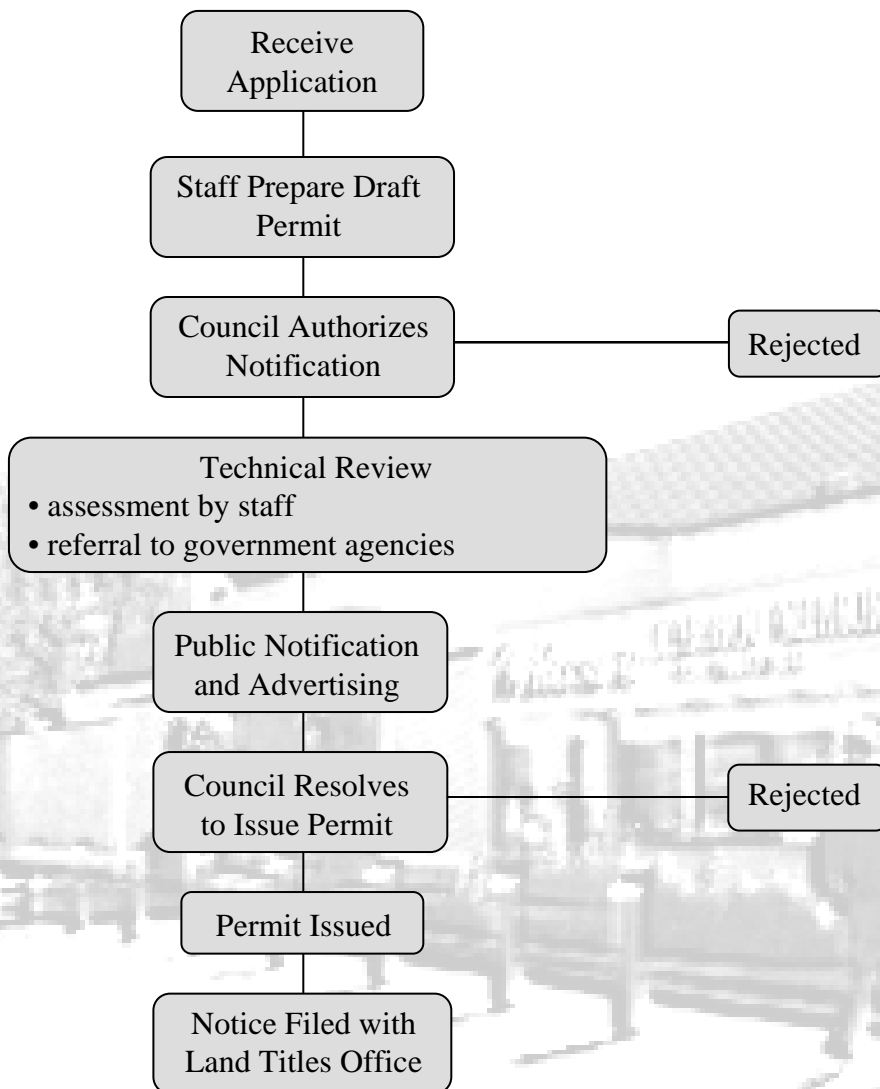 Receive
Application
Staff Prepare Draft
Permit
Council Authorizes
Notification
Rejected
Technical Review
• assessment by staff
• referral to government agencies
Public Notification
and Advertising
Council Resolves
to Issue Permit
Rejected
Permit Issued
Notice Filed with
Land Titles Office